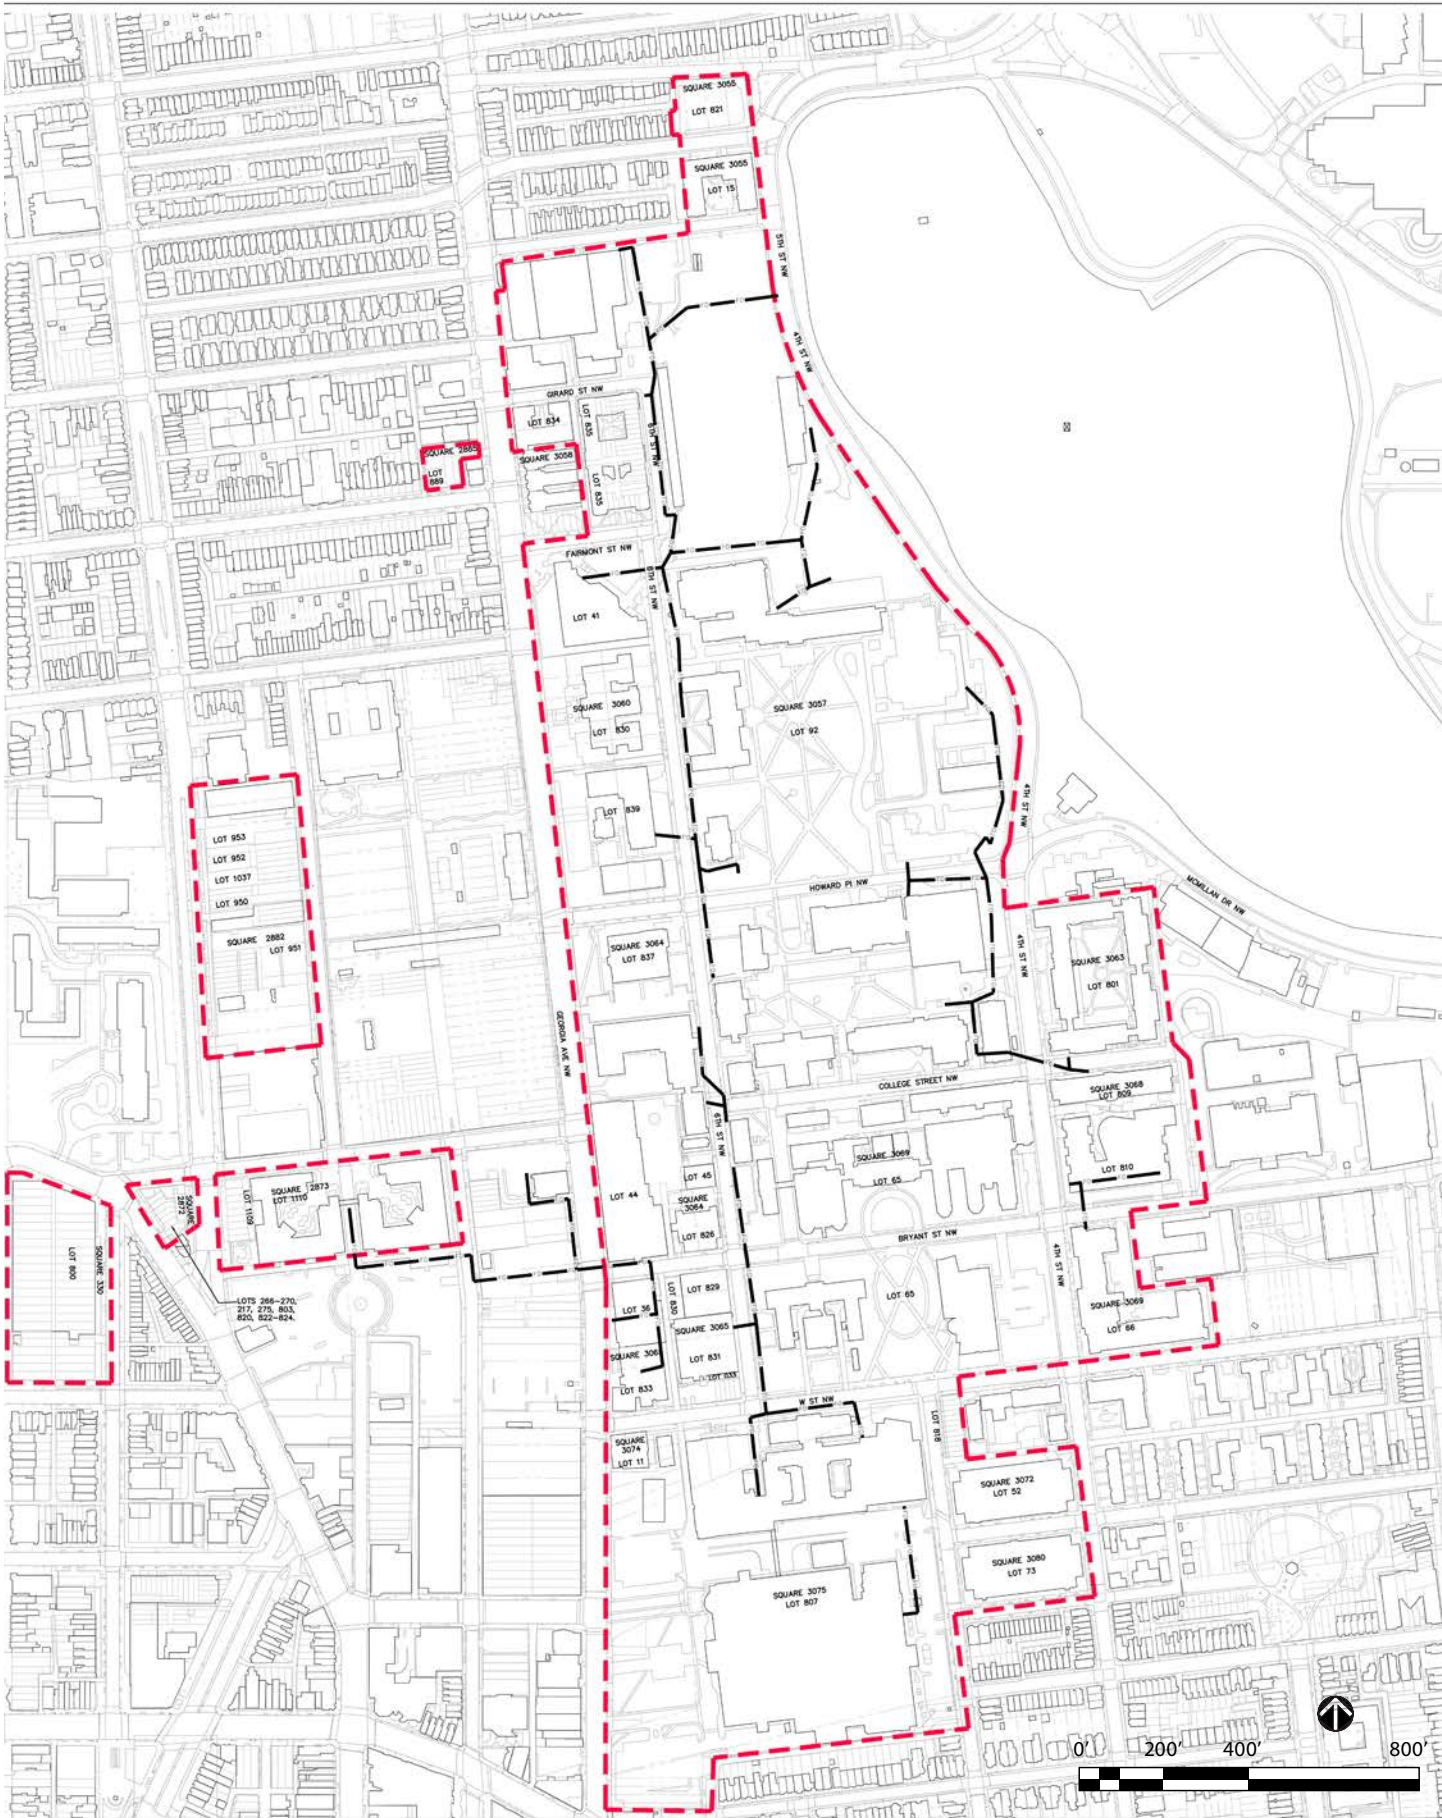 SQUARE 3055
LOT 821
SQUARE 3055
LOT 15
5TH ST NW
4TH ST NW
GIRARD ST NW
LOT 834
LOT 835
6TH ST NW
SQUARE 2885
LOT
889
SQUARE 3058
LOT 835
FAIRMONT ST NW
6TH ST NW
LOT 41
SQUARE 3060
LOT 830
SQUARE 3057
LOT 92
4TH ST NW
LOT 839
LOT 953
LOT 952
LOT 1037
LOT 950
SQUARE 2882
LOT 951
HOWARD Pl NW
MCMILLAN DR NW
SQUARE 3064
LOT 837
4TH ST NW
SQUARE 3063
LOT 801
GEORGIA AVE NW
COLLEGE STREET NW
SQUARE 3068
LOT 809
6TH ST NW
SQUARE 3069
LOT 65
LOT 810
LOT 45
SQUARE
3064
LOT 826
LOT 44
SQUARE 2873
LOT 1110
LOT 1109
SQUARE
2872
SQUARE 330
LOT 800
BRYANT ST NW
4TH ST NW
LOTS 266-270,
217, 275, 803,
820, 822-824.
LOT 829
LOT 830
LOT 36
LOT 65
SQUARE 3069
LOT 66
SQUARE 3065
LOT 831
LOT 833
W ST NW
LOT 818
SQUARE
3074
LOT 11
SQUARE 3072
LOT 52
SQUARE 3080
LOT 73
SQUARE 3075
LOT 807
0' 200' 400' 800'